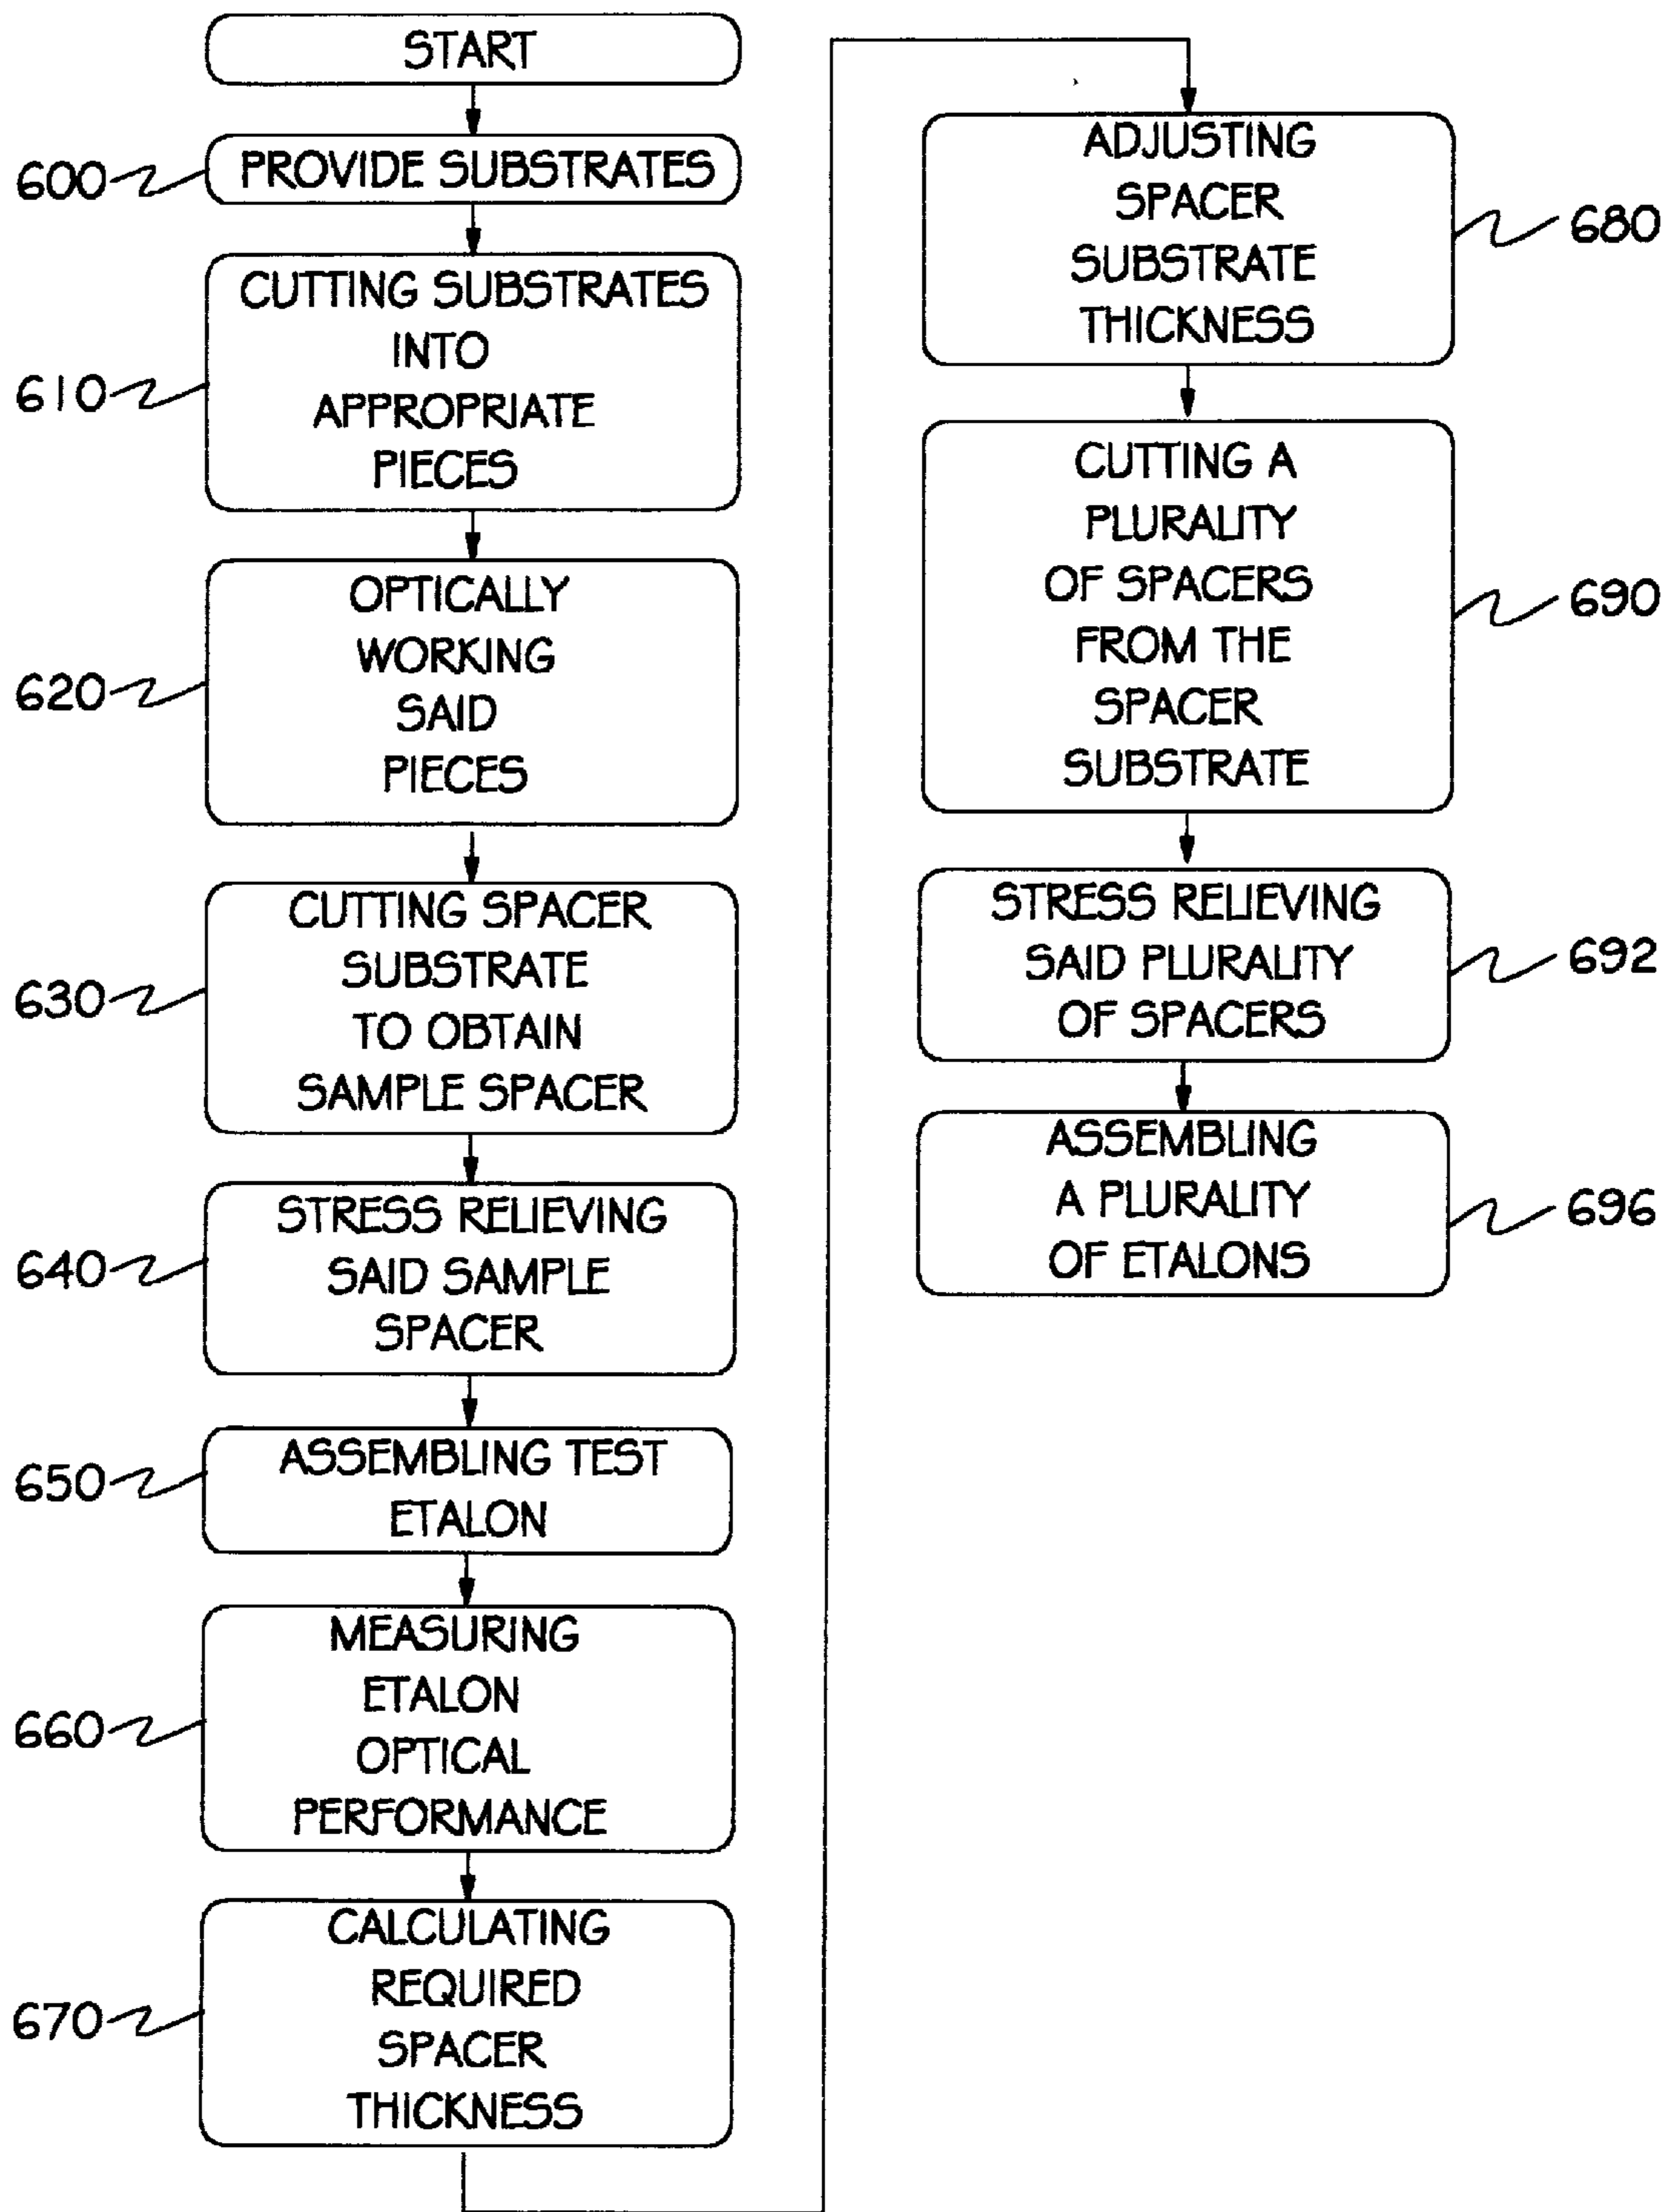 START
600
PROVIDE SUBSTRATES
610
CUTTING SUBSTRATES
INTO
APPROPRIATE
PIECES
620
OPTICALLY
WORKING
SAID
PIECES
630
CUTTING SPACER
SUBSTRATE
TO OBTAIN
SAMPLE SPACER
640
STRESS RELIEVING
SAID SAMPLE
SPACER
650
ASSEMBLING TEST
ETALON
660
MEASURING
ETALON
OPTICAL
PERFORMANCE
670
CALCULATING
REQUIRED
SPACER
THICKNESS
ADJUSTING
SPACER
SUBSTRATE
THICKNESS
680
CUTTING A
PLURALITY
OF SPACERS
FROM THE
SPACER
SUBSTRATE
690
STRESS RELIEVING
SAID PLURALITY
OF SPACERS
692
ASSEMBLING
A PLURALITY
OF ETALONS
696